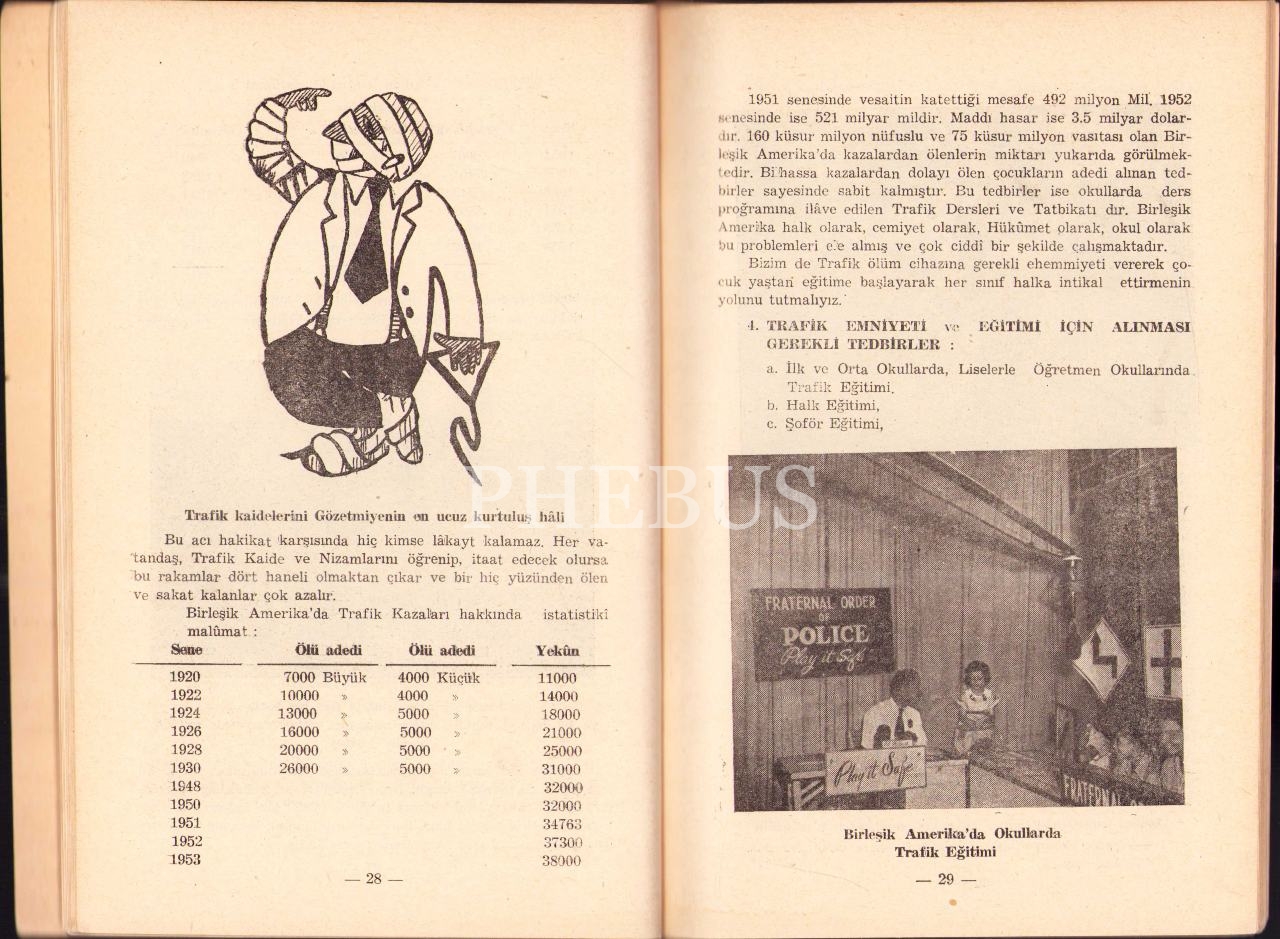 Trafik kaidelerini Gözetmiyenin en ucuz kurtuluş hâli
Bu acı hakikat karşısında hiç kimse lâkayt kalamaz. Her va-
tandaş, Trafik Kaide ve Nizamlarını öğrenip, itaat edecek olursa
bu rakamlar dört haneli olmaktan çıkar ve bir hiç yüzünden ölen
ve sakat kalanlar çok azalır.
Birleşik Amerika'da Trafik Kazaları hakkında istatistikî
malûmat :
Sene Ölü adedi Ölü adedi Yekûn
1920 7000 Büyük 4000 Küçük 11000
1922 10000 » 4000 » 14000
1924 13000 » 5000 » 18000
1926 16000 » 5000 » 21000
1928 20000 » 5000 » 25000
1930 26000 » 5000 » 31000
1948 32000
1950 32000
1951 34763
1952 37300
1953 38000
— 28 —
1951 senesinde vesaitin katettiği mesafe 492 milyon Mil. 1952
senesinde ise 521 milyar mildir. Maddı hasar ise 3.5 milyar dolar-
dır. 160 küsur milyon nüfuslu ve 75 küsur milyon vasıtası olan Bir-
leşik Amerika'da kazalardan ölenlerin miktarı yukarıda görülmek-
tedir. Bilhassa kazalardan dolayı ölen çocukların adedi alınan ted-
birler sayesinde sabit kalmıştır. Bu tedbirler ise okullarda ders
proğramına ilâve edilen Trafik Dersleri ve Tatbikatı dır. Birleşik
Amerika halk olarak, cemiyet olarak, Hükûmet olarak, okul olarak
bu problemleri ele almış ve çok ciddî bir şekilde çalışmaktadır.
Bizim de Trafik ölüm cihazına gerekli ehemmiyeti vererek ço-
cuk yaştan eğitime başlayarak her sınıf halka intikal ettirmenin
yolunu tutmalıyız.
4. TRAFİK EMNİYETİ ve EĞİTİMİ İÇİN ALINMASI
GEREKLİ TEDBİRLER :
a. İlk ve Orta Okullarda, Liselerle Öğretmen Okullarında
Trafik Eğitimi.
b. Halk Eğitimi,
c. Şoför Eğitimi,
PHEBUS
FRATERNAL ORDER
OF
POLICE
Play it Safe
Play it Safe
FRATERNAL O
Birleşik Amerika'da Okullarda
Trafik Eğitimi
— 29 —